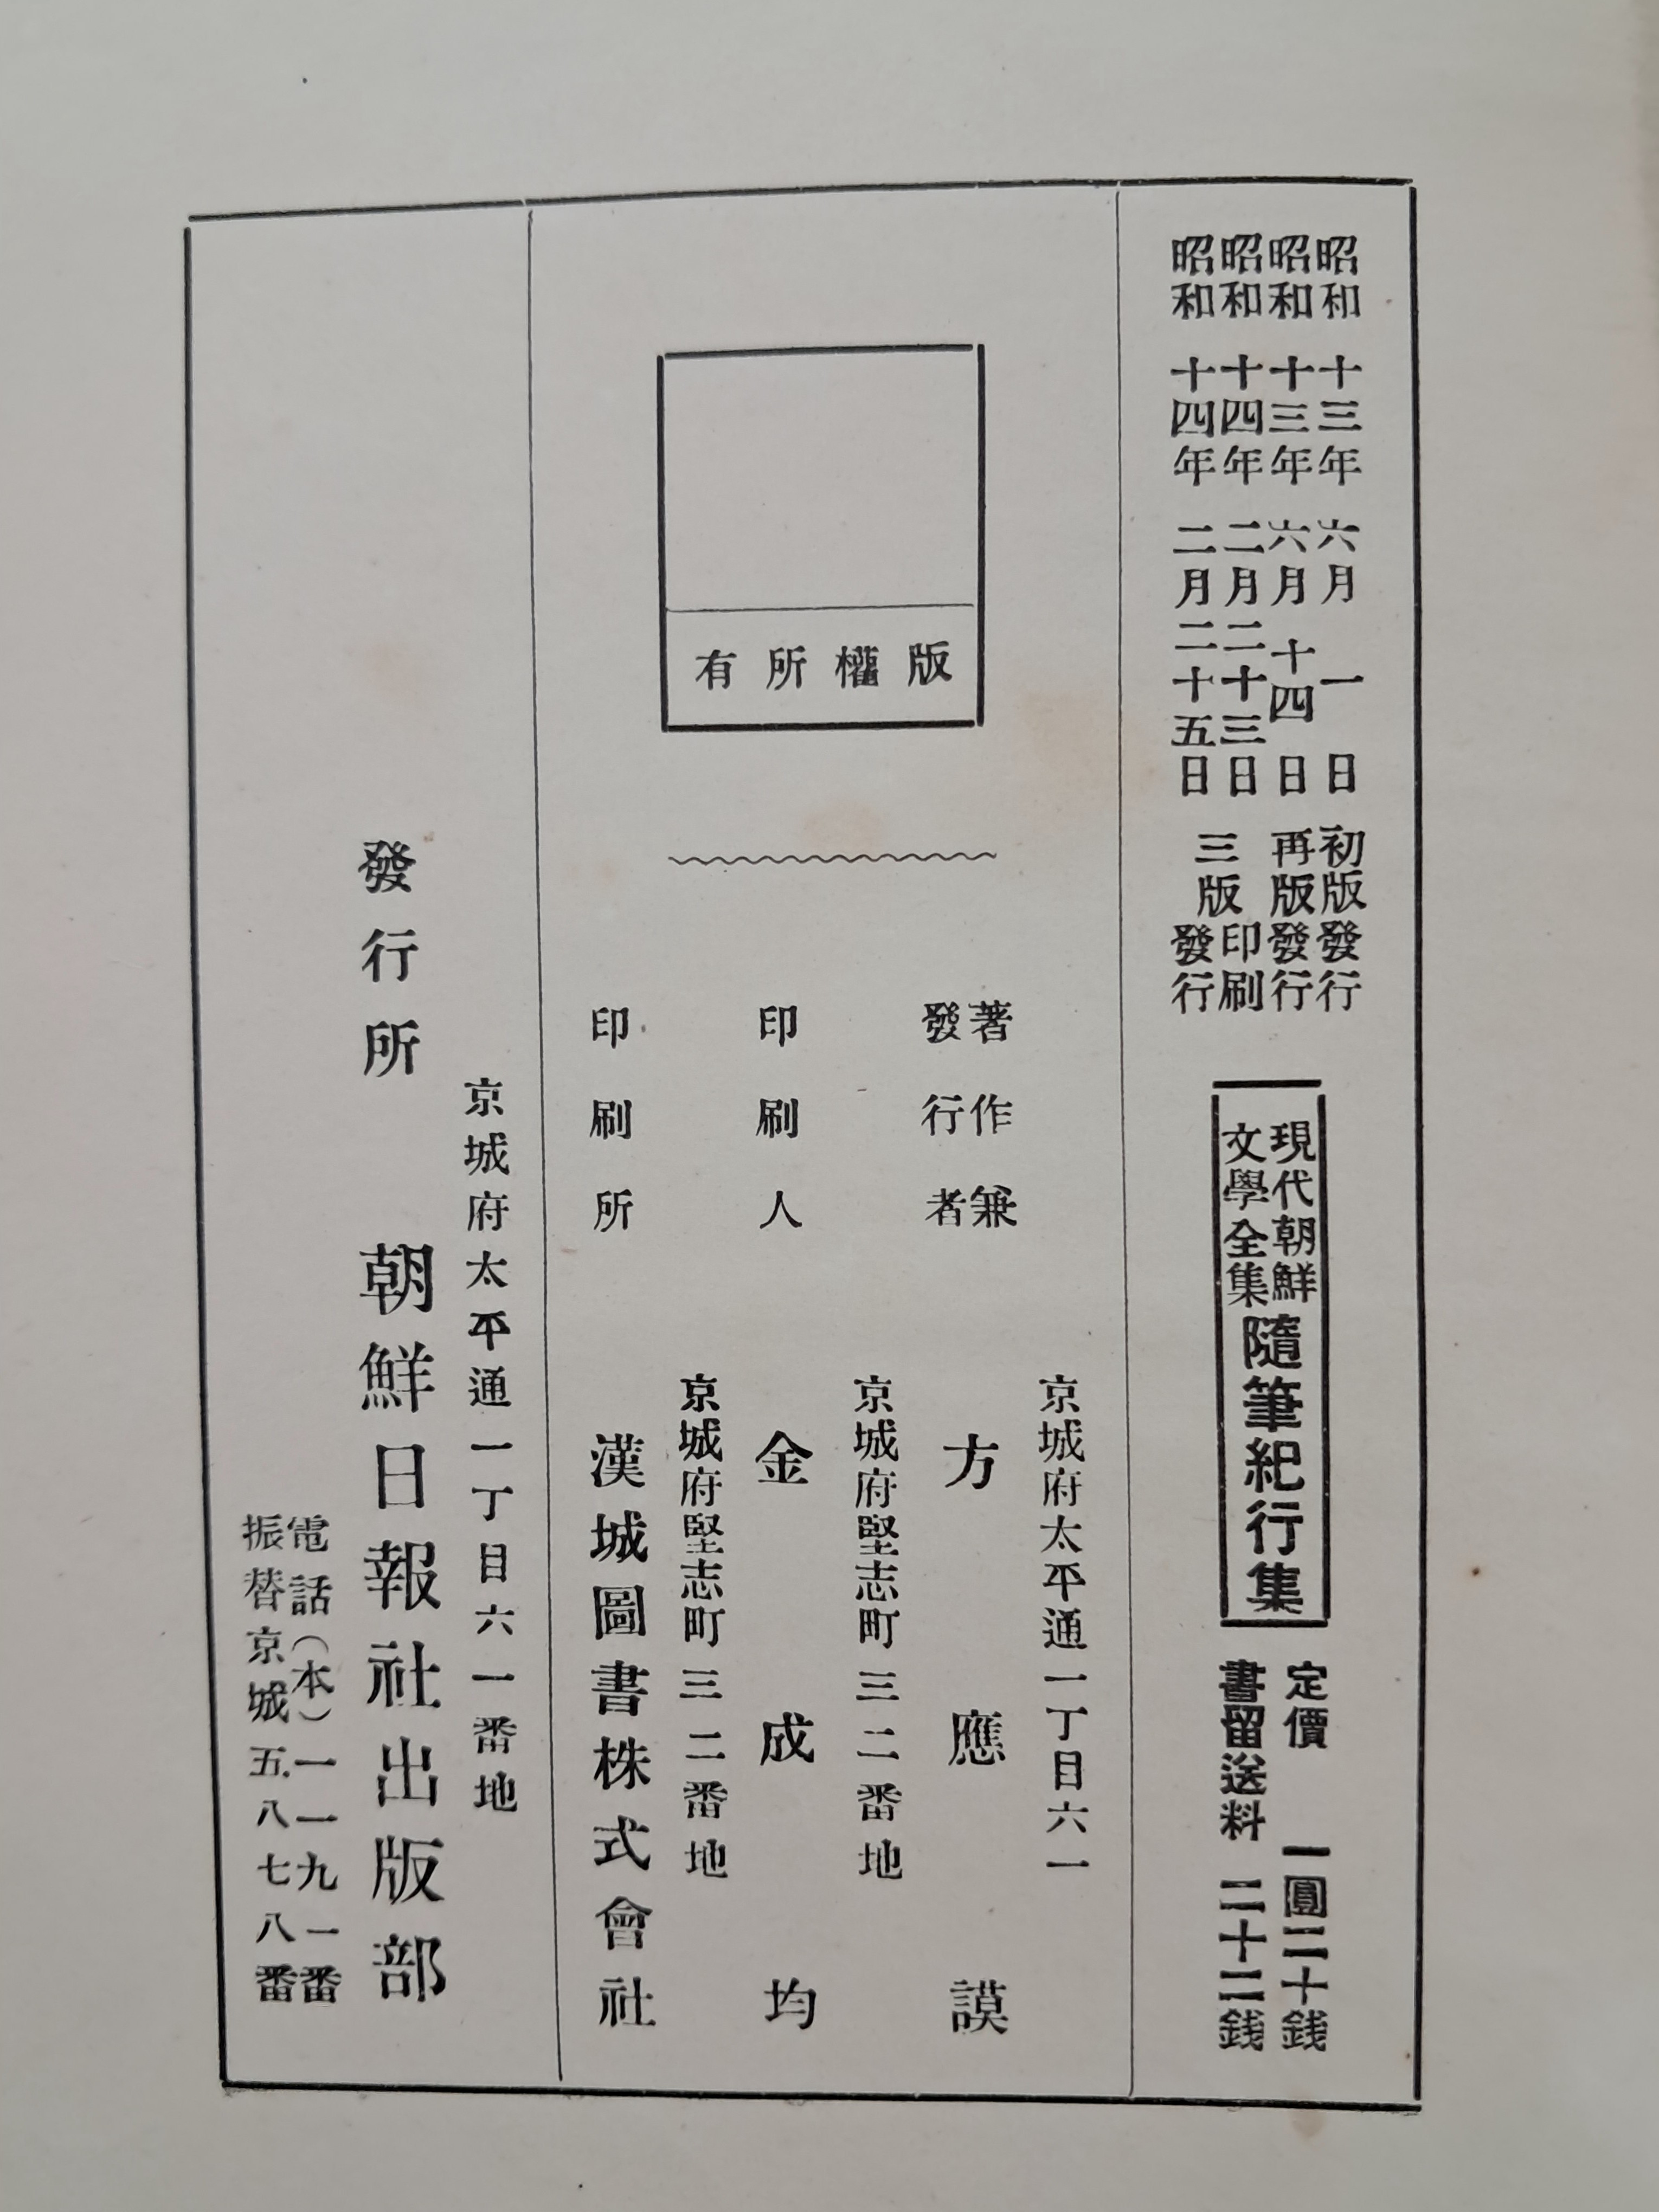 昭和十三年六月一日初版發行
昭和十三年六月十四日再版發行
昭和十四年二月二十三日三版印刷
昭和十四年二月二十五日發行
現代朝鮮
文學全集
隨筆紀行集
定價 一圓二十銭
書留送料 二十二銭
版權所有
京城府太平通一丁目六一
著作兼
發行者
方應謨
京城府堅志町三二番地
印刷人 金成均
京城府堅志町三二番地
印刷所 漢城圖書株式會社
京城府太平通一丁目六一番地
發行所 朝鮮日報社出版部
電話(本)一一九一番
振替京城五八七八番